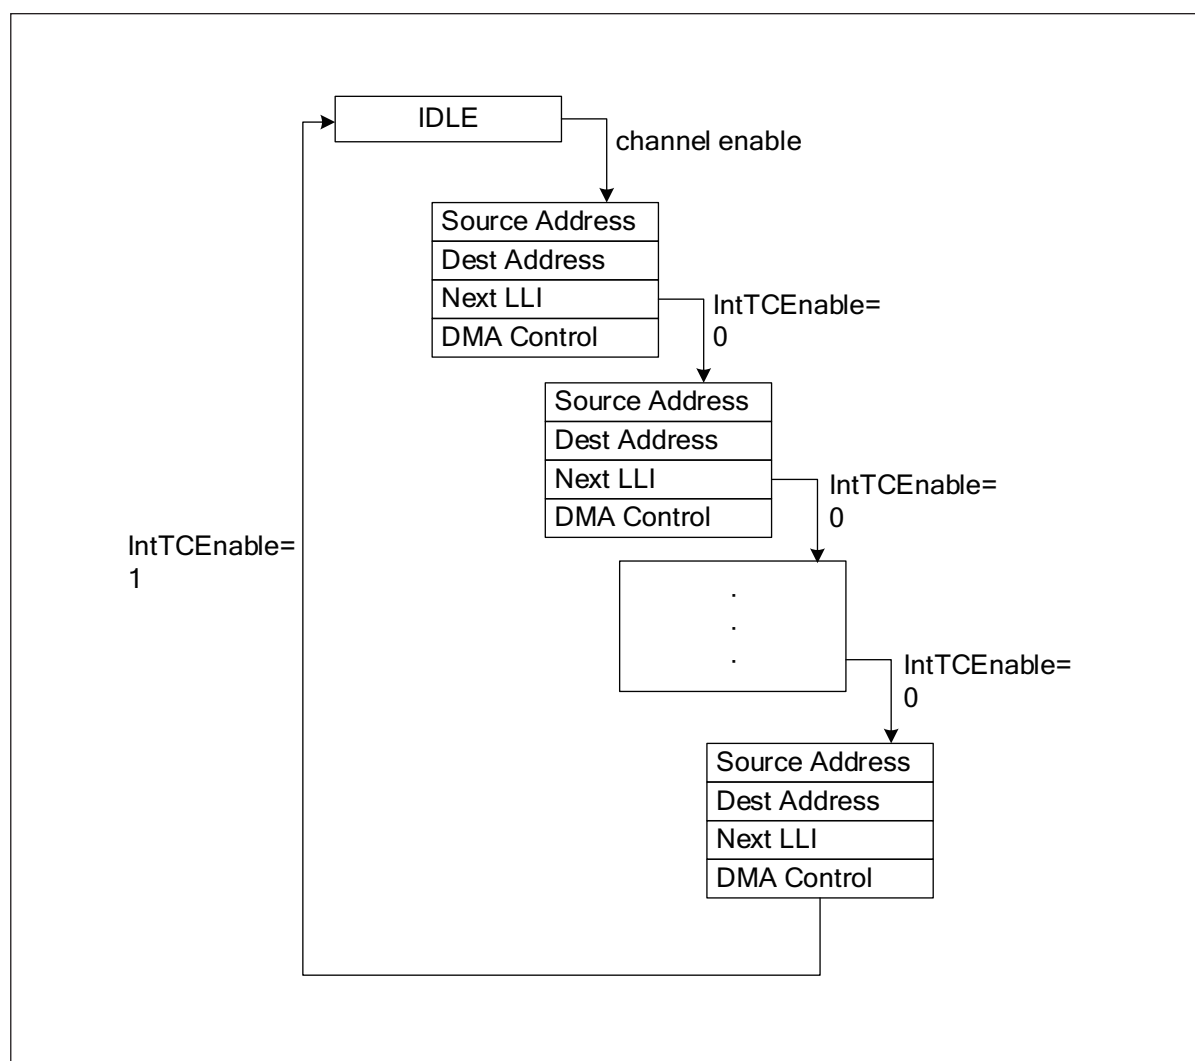 IDLE
channel enable
Source Address
Dest Address
Next LLI
DMA Control
IntTCEnable=
0
Source Address
Dest Address
Next LLI
DMA Control
IntTCEnable=
0
IntTCEnable=
1
.
.
.
IntTCEnable=
0
Source Address
Dest Address
Next LLI
DMA Control